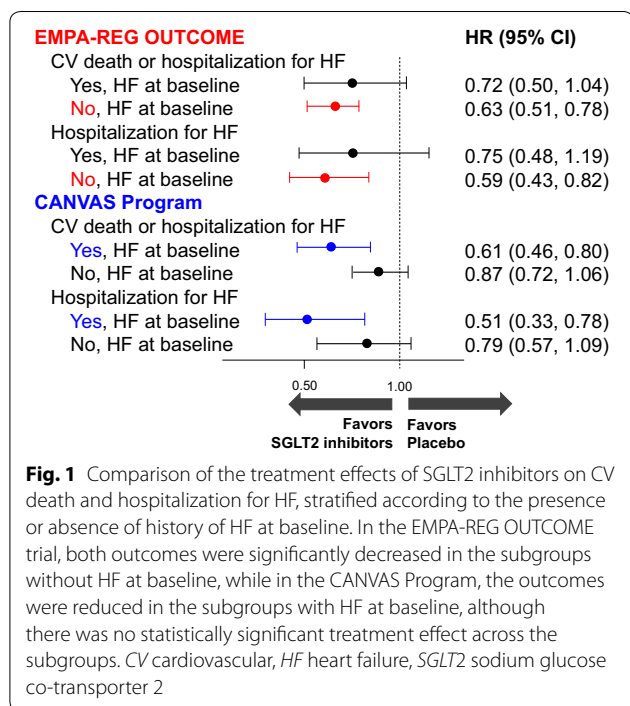 EMPA-REG OUTCOME HR (95% CI)
CV death or hospitalization for HF
Yes, HF at baseline 0.72 (0.50, 1.04)
No, HF at baseline 0.63 (0.51, 0.78)
Hospitalization for HF
Yes, HF at baseline 0.75 (0.48, 1.19)
No, HF at baseline 0.59 (0.43, 0.82)
CANVAS Program
CV death or hospitalization for HF
Yes, HF at baseline 0.61 (0.46, 0.80)
No, HF at baseline 0.87 (0.72, 1.06)
Hospitalization for HF
Yes, HF at baseline 0.51 (0.33, 0.78)
No, HF at baseline 0.79 (0.57, 1.09)
0.50 1.00
Favors Favors
SGLT2 inhibitors Placebo
Fig. 1 Comparison of the treatment effects of SGLT2 inhibitors on CV
death and hospitalization for HF, stratified according to the presence
or absence of history of HF at baseline. In the EMPA-REG OUTCOME
trial, both outcomes were significantly decreased in the subgroups
without HF at baseline, while in the CANVAS Program, the outcomes
were reduced in the subgroups with HF at baseline, although
there was no statistically significant treatment effect across the
subgroups. CV cardiovascular, HF heart failure, SGLT2 sodium glucose
co-transporter 2